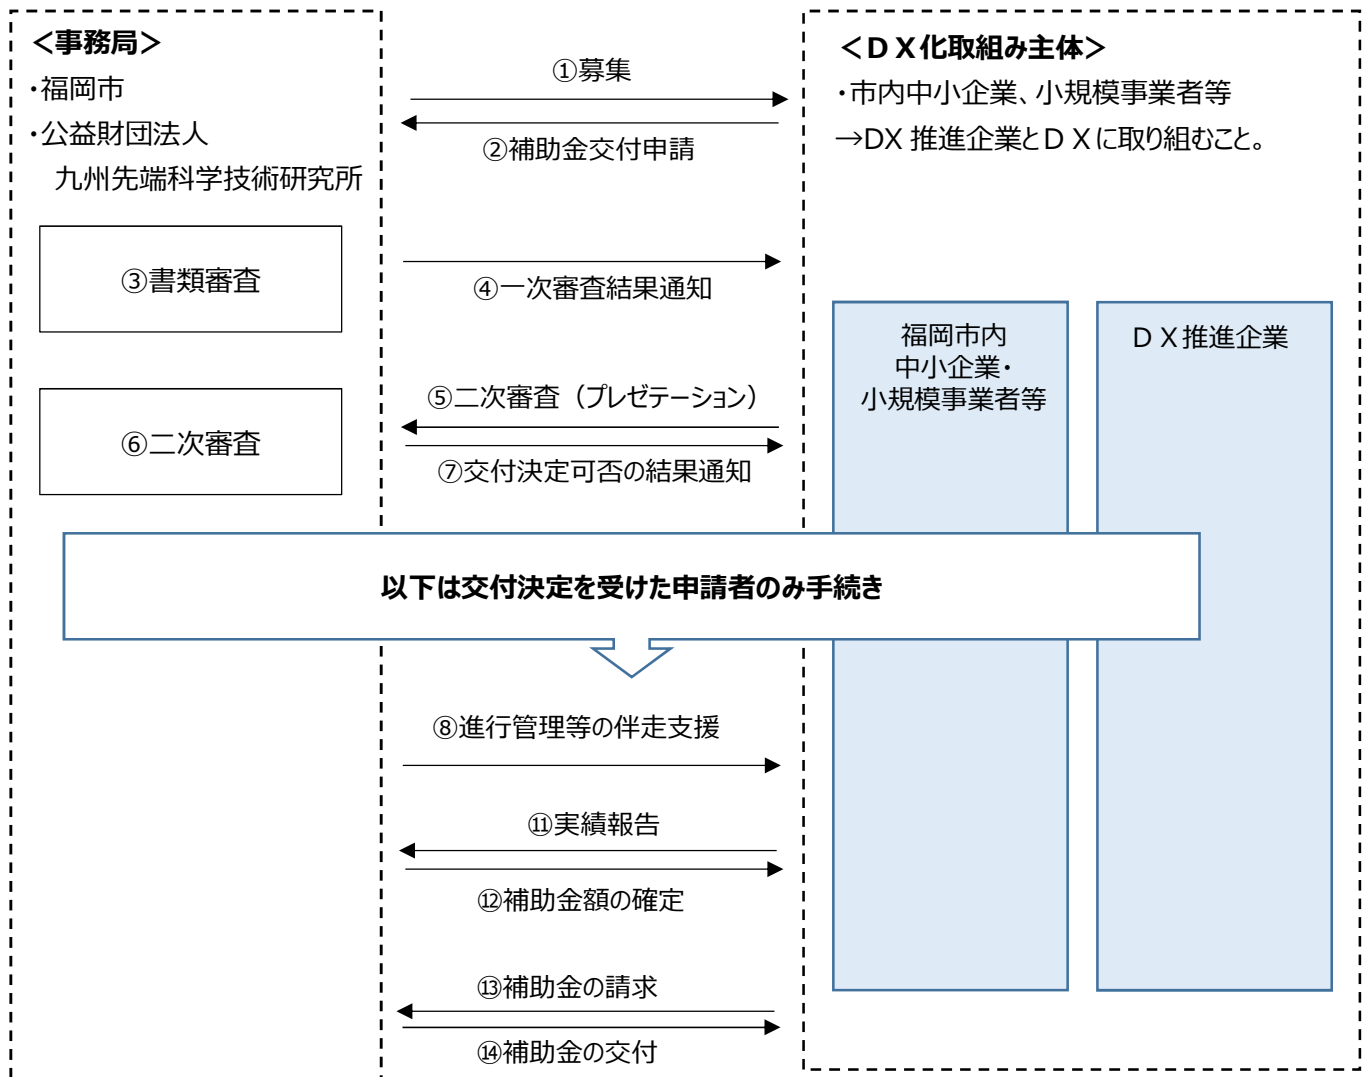 ＜事務局＞
・福岡市
・公益財団法人
九州先端科学技術研究所
①募集
②補助金交付申請
＜ＤＸ化取組み主体＞
・市内中小企業、小規模事業者等
→DX 推進企業とＤＸに取り組むこと。
③書類審査
④一次審査結果通知
福岡市内
中小企業・
小規模事業者等
ＤＸ推進企業
⑤二次審査（プレゼテーション）
⑥二次審査
⑦交付決定可否の結果通知
以下は交付決定を受けた申請者のみ手続き
⑧進行管理等の伴走支援
⑪実績報告
⑫補助金額の確定
⑬補助金の請求
⑭補助金の交付